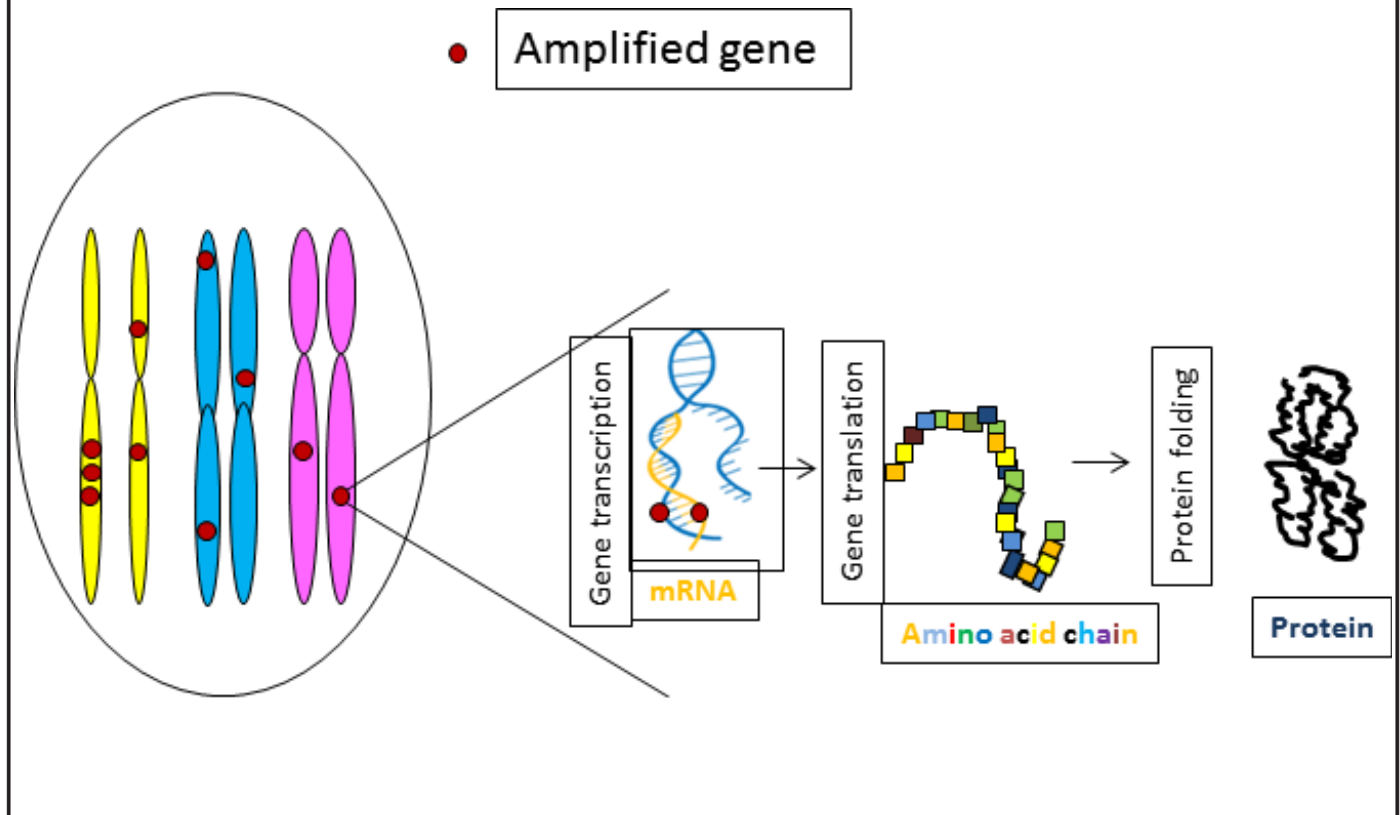 Amplified gene
Gene transcription
mRNA
Gene translation
Amino acid chain
Protein folding
Protein